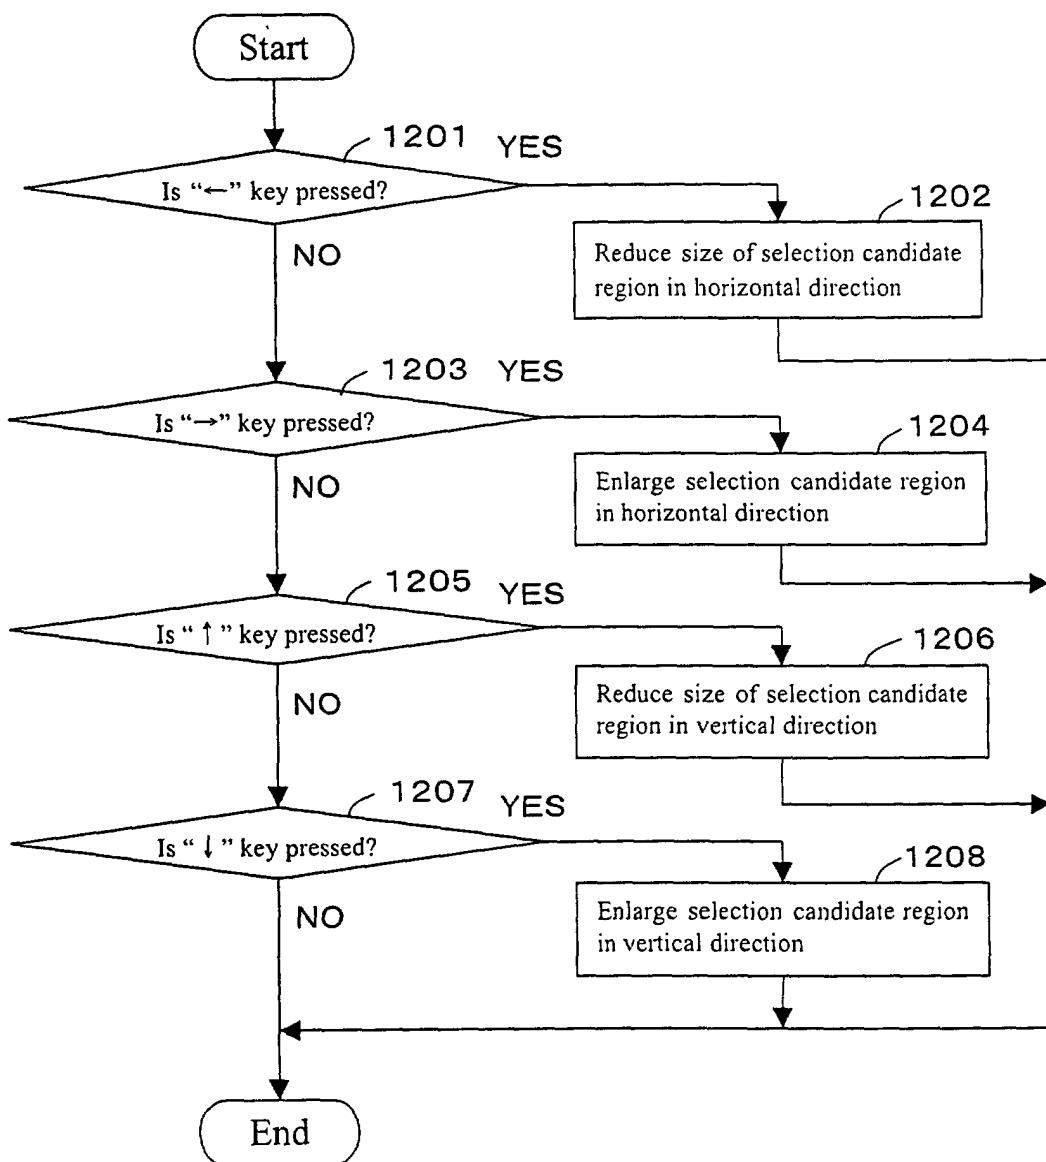 Start
1201
YES
Is “←” key pressed?
1202
NO
Reduce size of selection candidate
region in horizontal direction
1203
YES
Is “→” key pressed?
1204
NO
Enlarge selection candidate region
in horizontal direction
1205
YES
Is “↑” key pressed?
1206
NO
Reduce size of selection candidate
region in vertical direction
1207
YES
Is “↓” key pressed?
1208
NO
Enlarge selection candidate region
in vertical direction
End